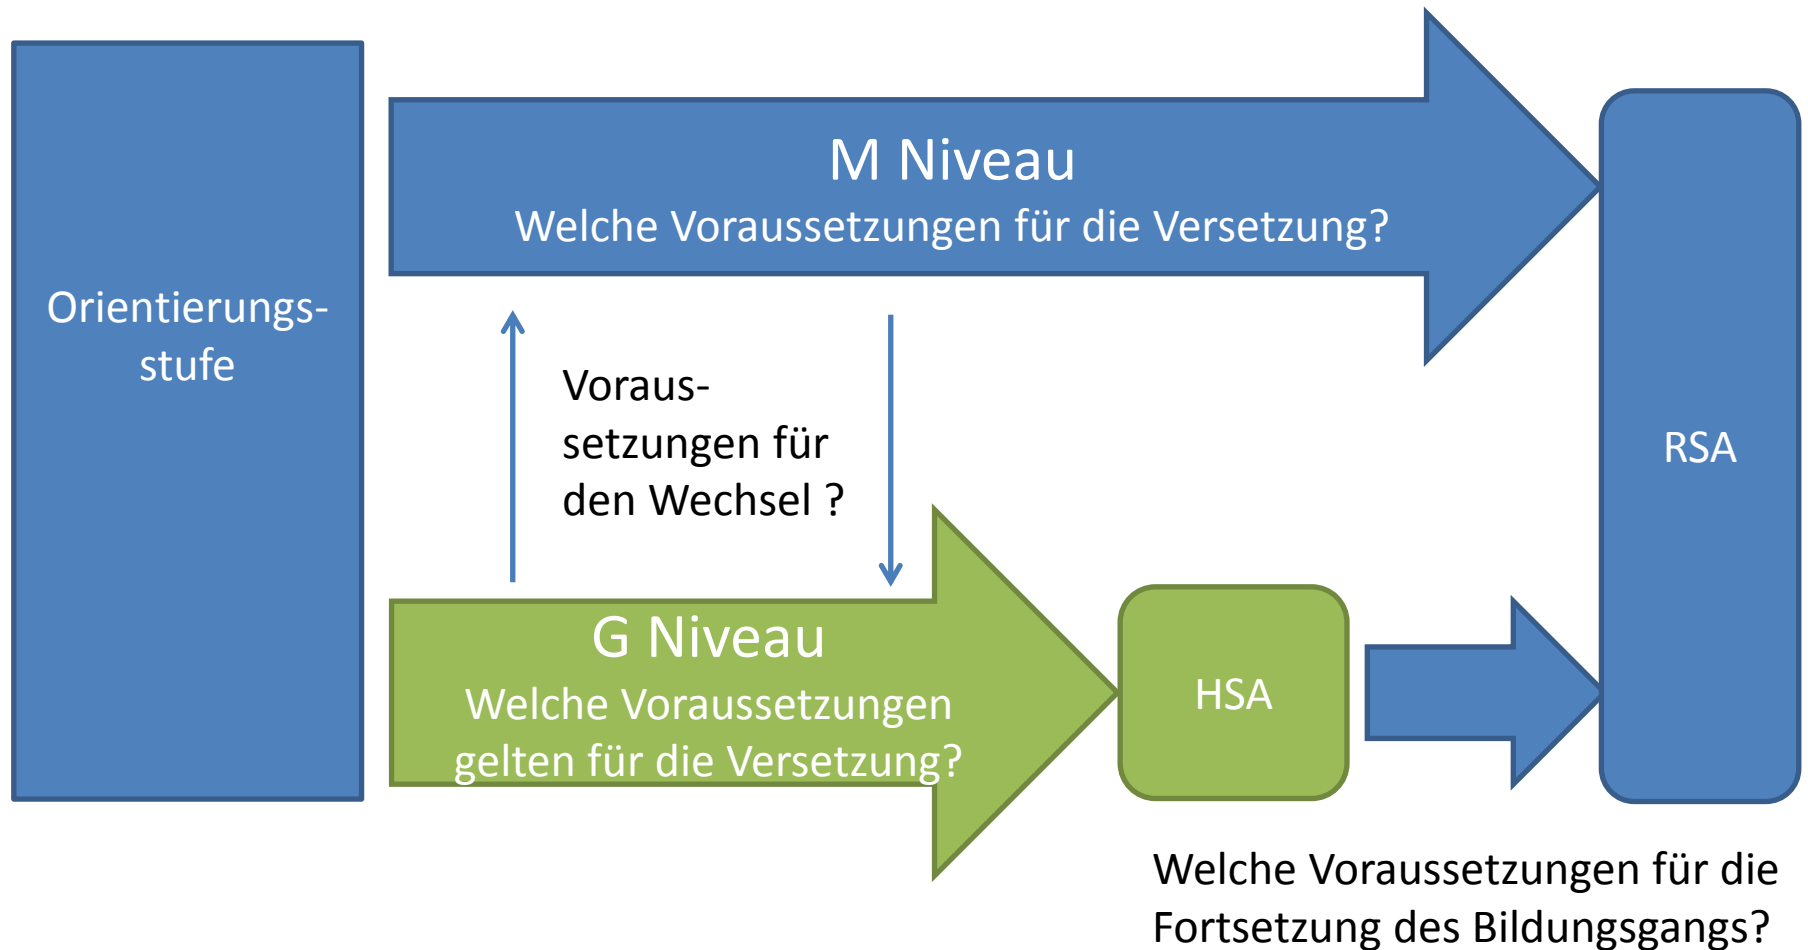 Orientierungs-
stufe
M Niveau
Welche Voraussetzungen für die Versetzung?
Voraus-
setzungen für
den Wechsel ?
G Niveau
Welche Voraussetzungen
gelten für die Versetzung?
HSA
RSA
Welche Voraussetzungen für die
Fortsetzung des Bildungsgangs?